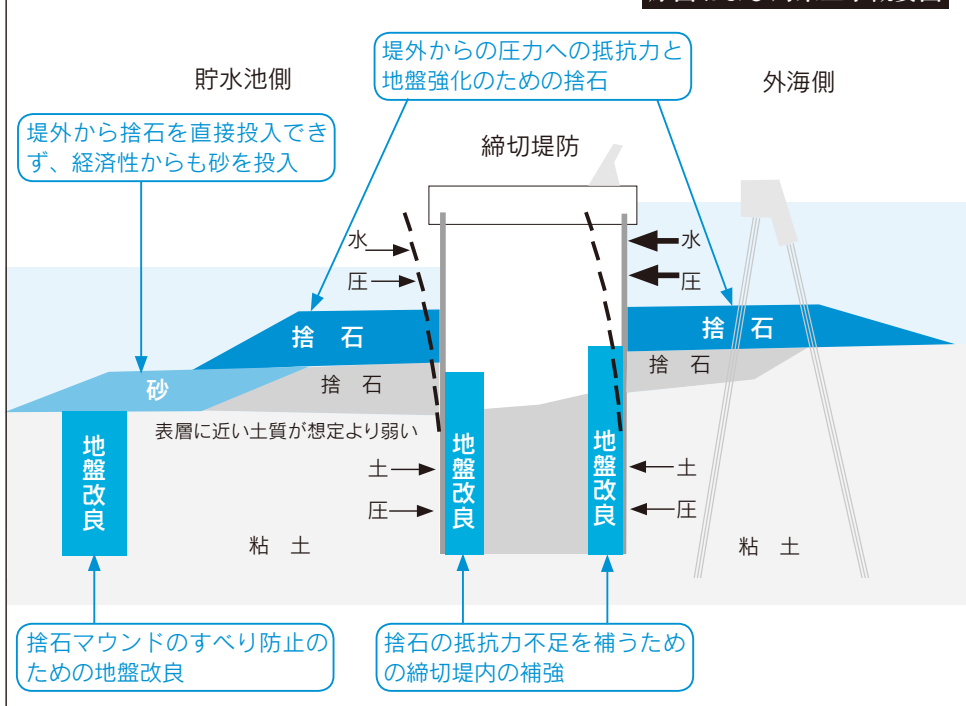 貯水池側
堤外からの圧力への抵抗力と
地盤強化のための捨石
外海側
堤外から捨石を直接投入でき
ず、経済性からも砂を投入
締切堤防
水
圧
水
圧
捨 石
捨 石
砂
捨 石
捨 石
表層に近い土質が想定より弱い
地盤改良
地盤改良
地盤改良
土
圧
土
圧
粘 土
粘 土
捨石マウンドのすべり防止の
ための地盤改良
捨石の抵抗力不足を補うため
の締切堤内の補強